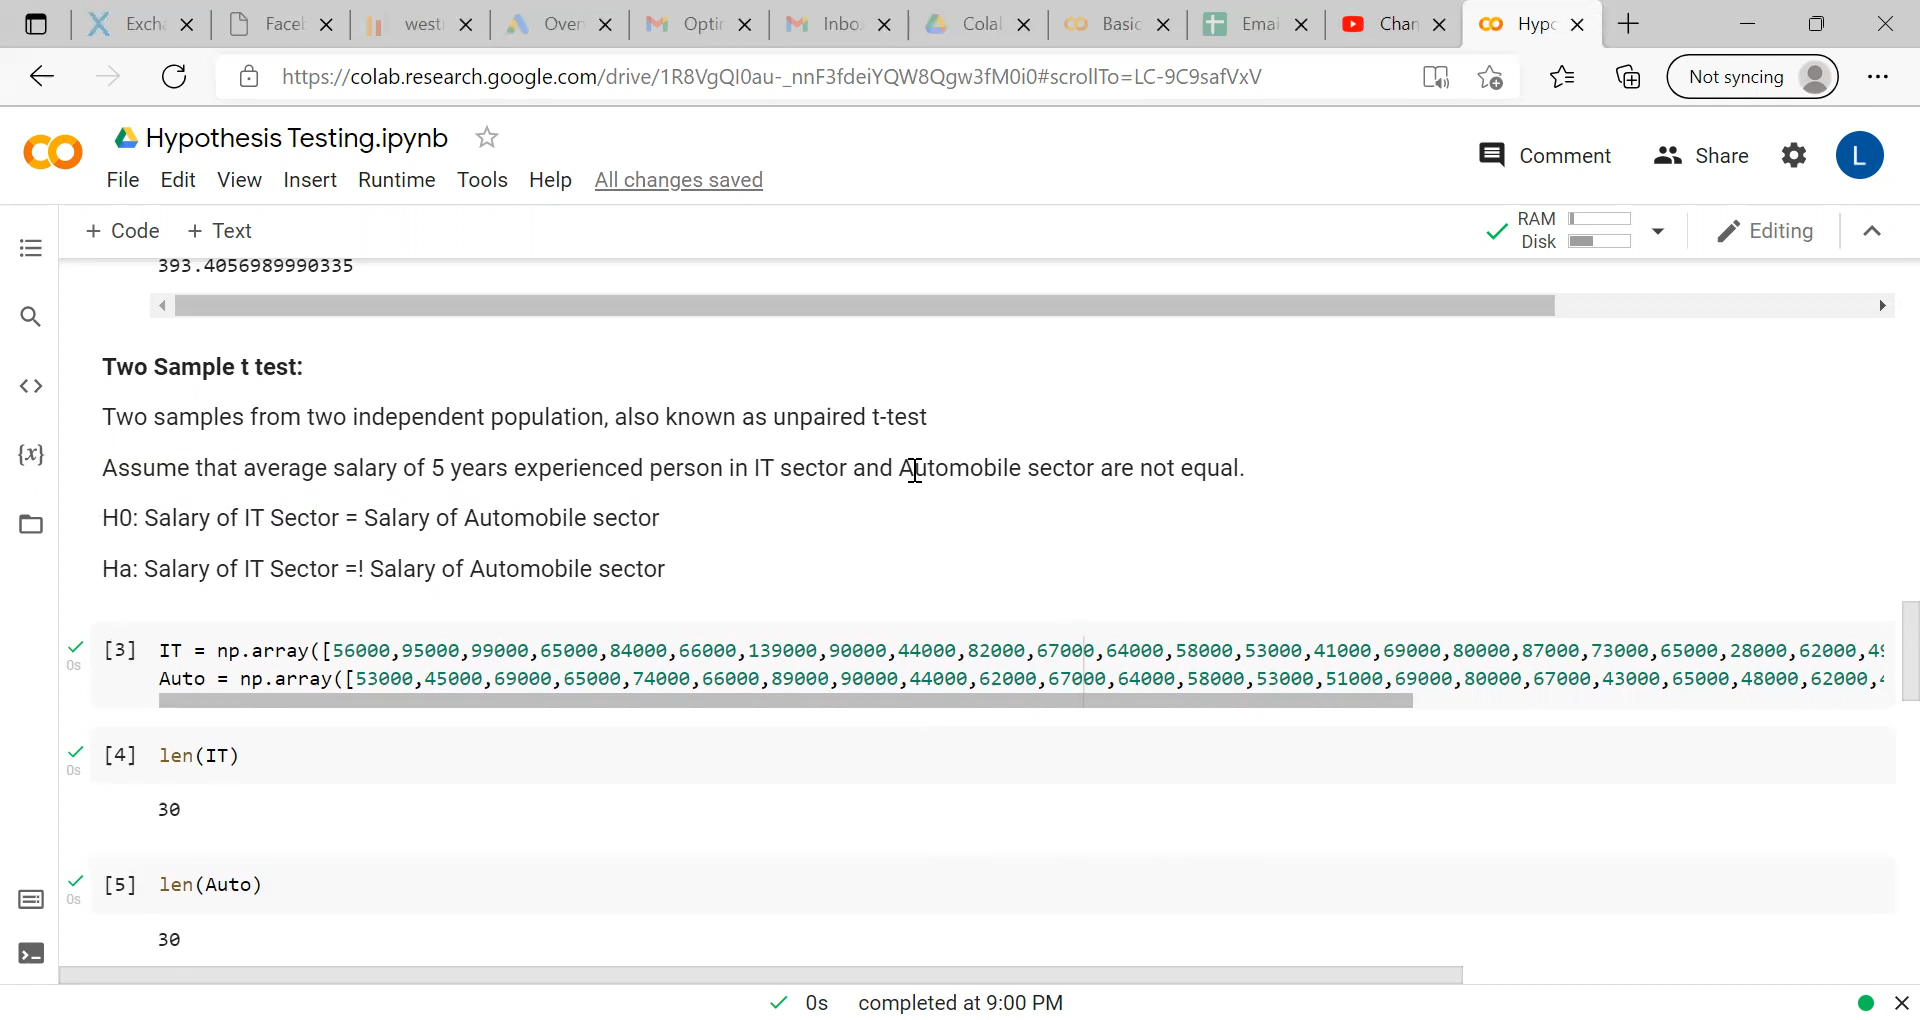 Exch
Faceb
west
Over
Optir
Inbo
Colal
Basic
Emai
Char
Hypo
https://colab.research.google.com/drive/1R8VgQI0au-_nnF3fdeiYQW8Qgw3fM0i0#scrollTo=LC-9C9safVxV
Not syncing
CO
Hypothesis Testing.ipynb
File Edit View Insert Runtime Tools Help All changes saved
Comment Share L
+ Code + Text
RAM
Disk
Editing
393.4056989990335
Two Sample t test:
Two samples from two independent population, also known as unpaired t-test
Assume that average salary of 5 years experienced person in IT sector and Automobile sector are not equal.
H0: Salary of IT Sector = Salary of Automobile sector
Ha: Salary of IT Sector =! Salary of Automobile sector
0s
[3] IT = np.array([56000,95000,99000,65000,84000,66000,139000,90000,44000,82000,67000,64000,58000,53000,41000,69000,80000,87000,73000,65000,28000,62000,49
Auto = np.array([53000,45000,69000,65000,74000,66000,89000,90000,44000,62000,67000,64000,58000,53000,51000,69000,80000,67000,43000,65000,48000,62000,4
0s
[4] len(IT)
30
0s
[5] len(Auto)
30
0s completed at 9:00 PM